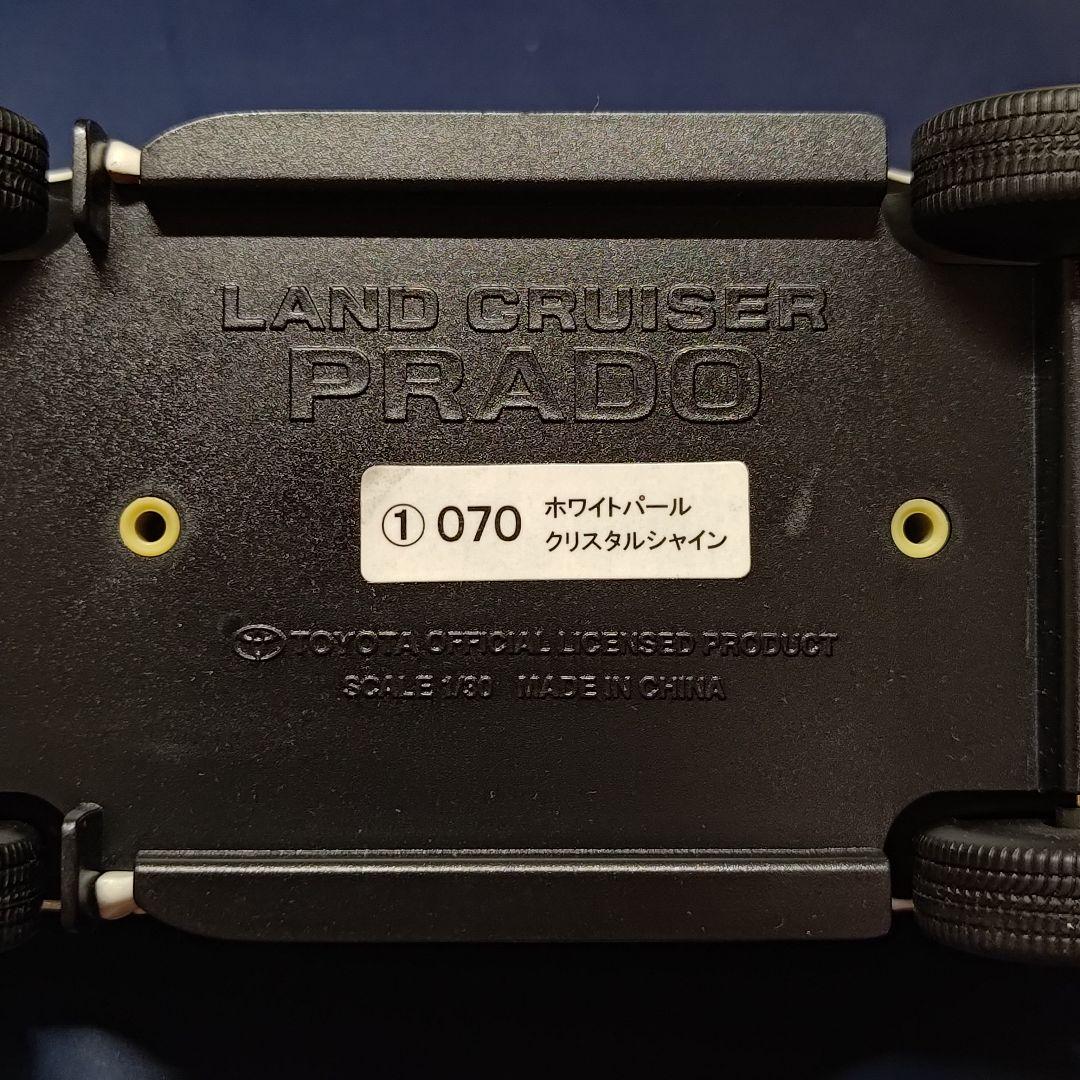 LAND CRUISER
PRADO
① 070 ホワイトパール
クリスタルシャイン
TOYOTA OFFICIAL LICENSED PRODUCT
SCALE 1/30 MADE IN CHINA